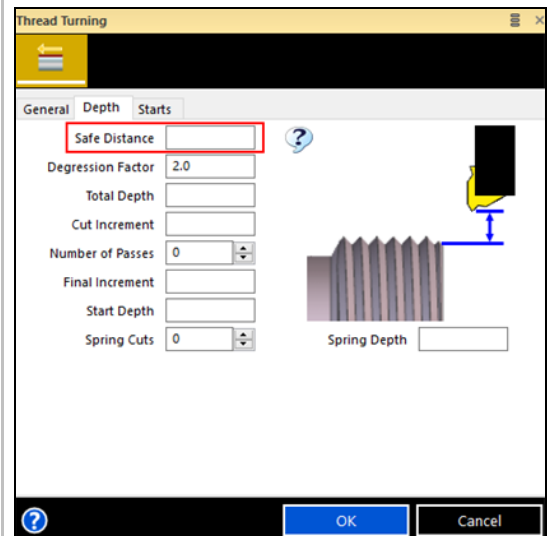 Thread Turning
General Depth Starts
Safe Distance
Degression Factor 2.0
Total Depth
Cut Increment
Number of Passes 0
Final Increment
Start Depth
Spring Cuts 0
Spring Depth
OK Cancel